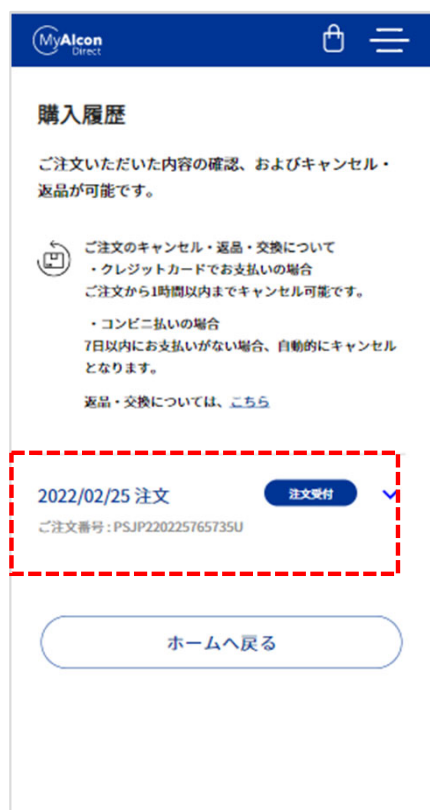 MyAlcon
Direct
購入履歴
ご注文いただいた内容の確認、およびキャンセル・
返品が可能です。
ご注文のキャンセル・返品・交換について
・クレジットカードでお支払いの場合
ご注文から1時間以内までキャンセル可能です。
・コンビニ払いの場合
7日以内にお支払いがない場合、自動的にキャンセル
となります。
返品・交換については、こちら
2022/02/25 注文 注文受付
ご注文番号 : PSJP220225765735U
ホームへ戻る